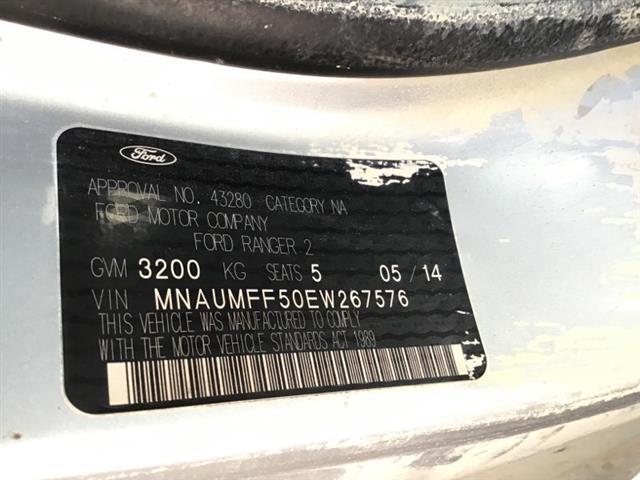 Ford
APPROVAL NO. 43280 CATEGORY NA
FORD MOTOR COMPANY
FORD RANGER 2
GVM 3200 KG SEATS 5 05/14
VIN MNAUMFF50EW267576
THIS VEHICLE WAS MANUFACTURED TO COMPLY
WITH THE MOTOR VEHICLE STANDARDS ACT 1989